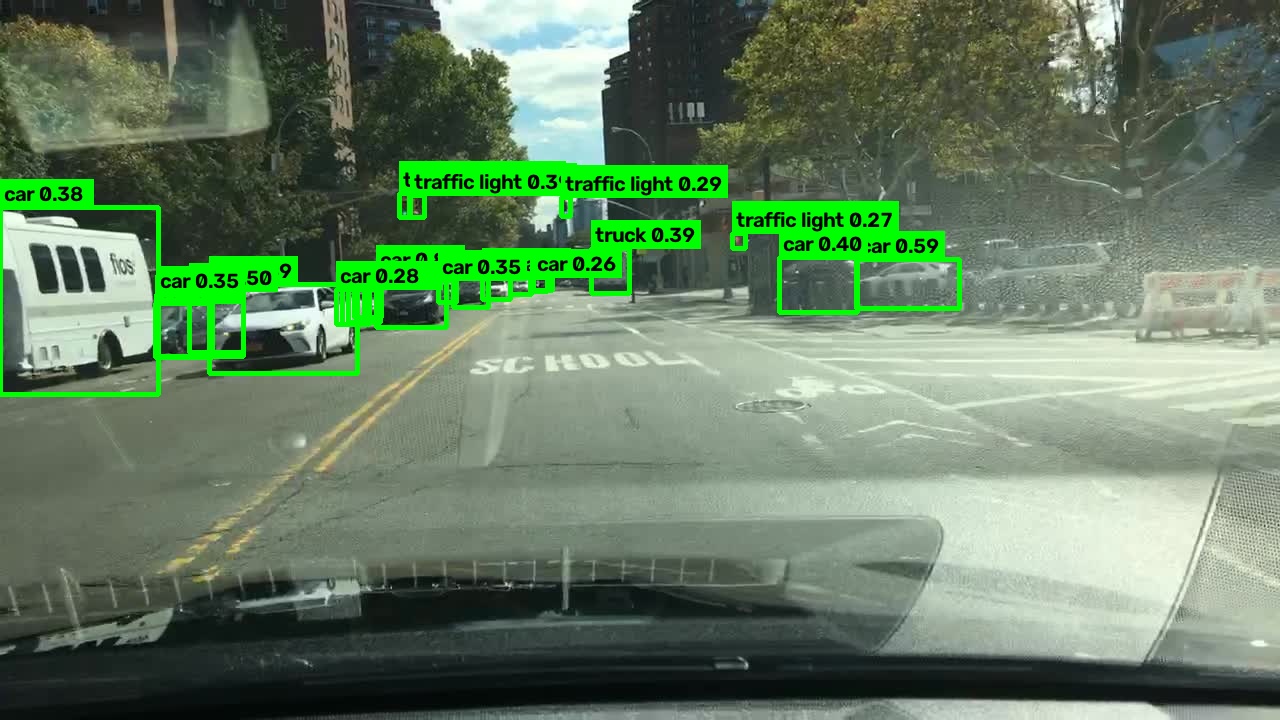 traffic light 0.3
traffic light 0.29
car 0.38
traffic light 0.27
truck 0.39
car 0.40
car 0.59
car 0.35
50
9
car 0.28
car 0.35
car 0.26
fios
SCHOOL